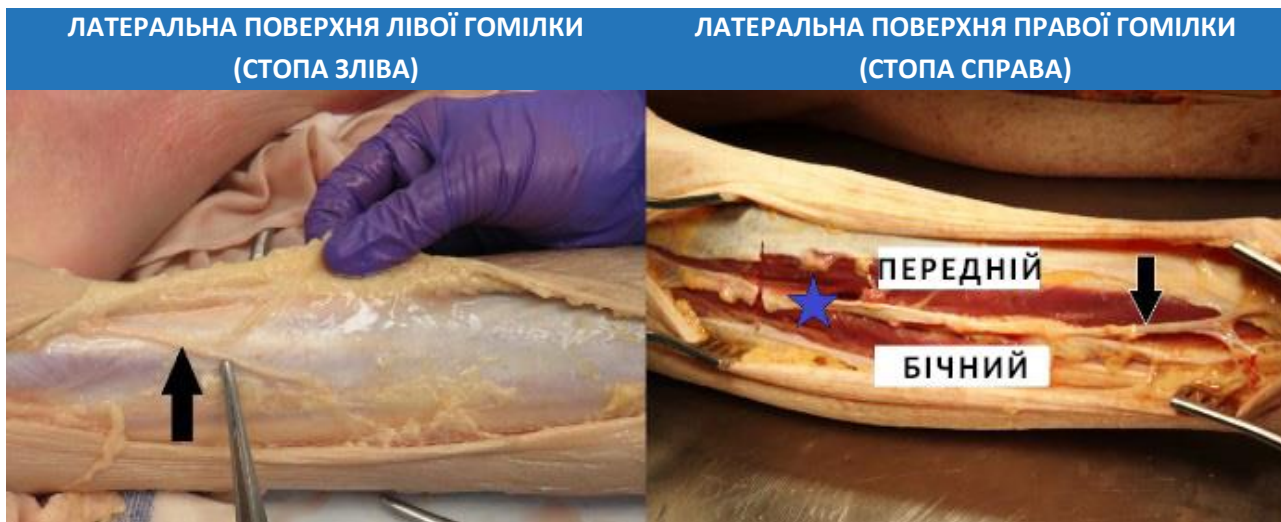 ЛАТЕРАЛЬНА ПОВЕРХНЯ ЛІВОЇ ГОМІЛКИ
(СТОПА ЗЛІВА)
ЛАТЕРАЛЬНА ПОВЕРХНЯ ПРАВОЇ ГОМІЛКИ
(СТОПА СПРАВА)
ПЕРЕДНІЙ
БІЧНИЙ